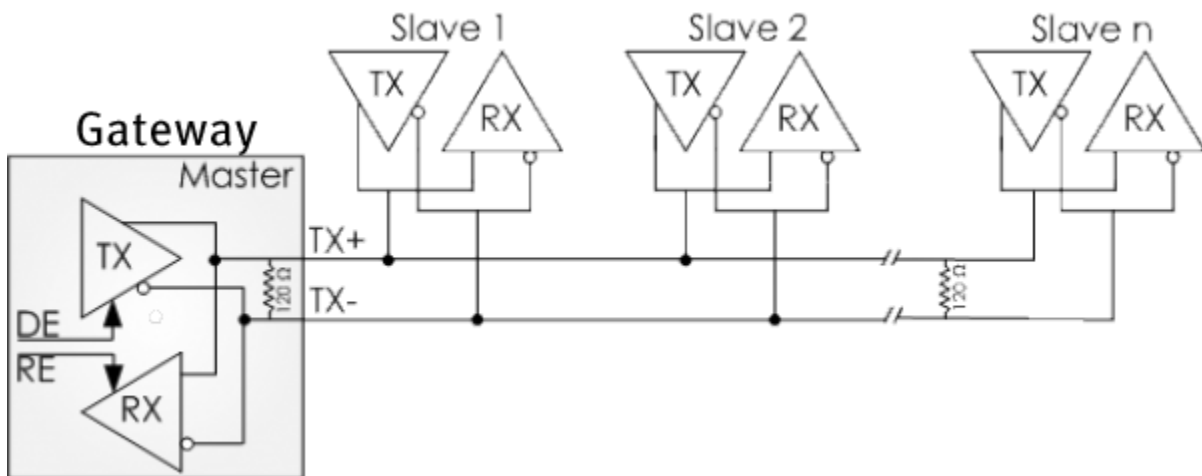 Slave 1
Slave 2
Slave n
TX
RX
TX
RX
TX
RX
Gateway
Master
TX
DE
RE
RX
TX+
TX-
120 Ω
120 Ω